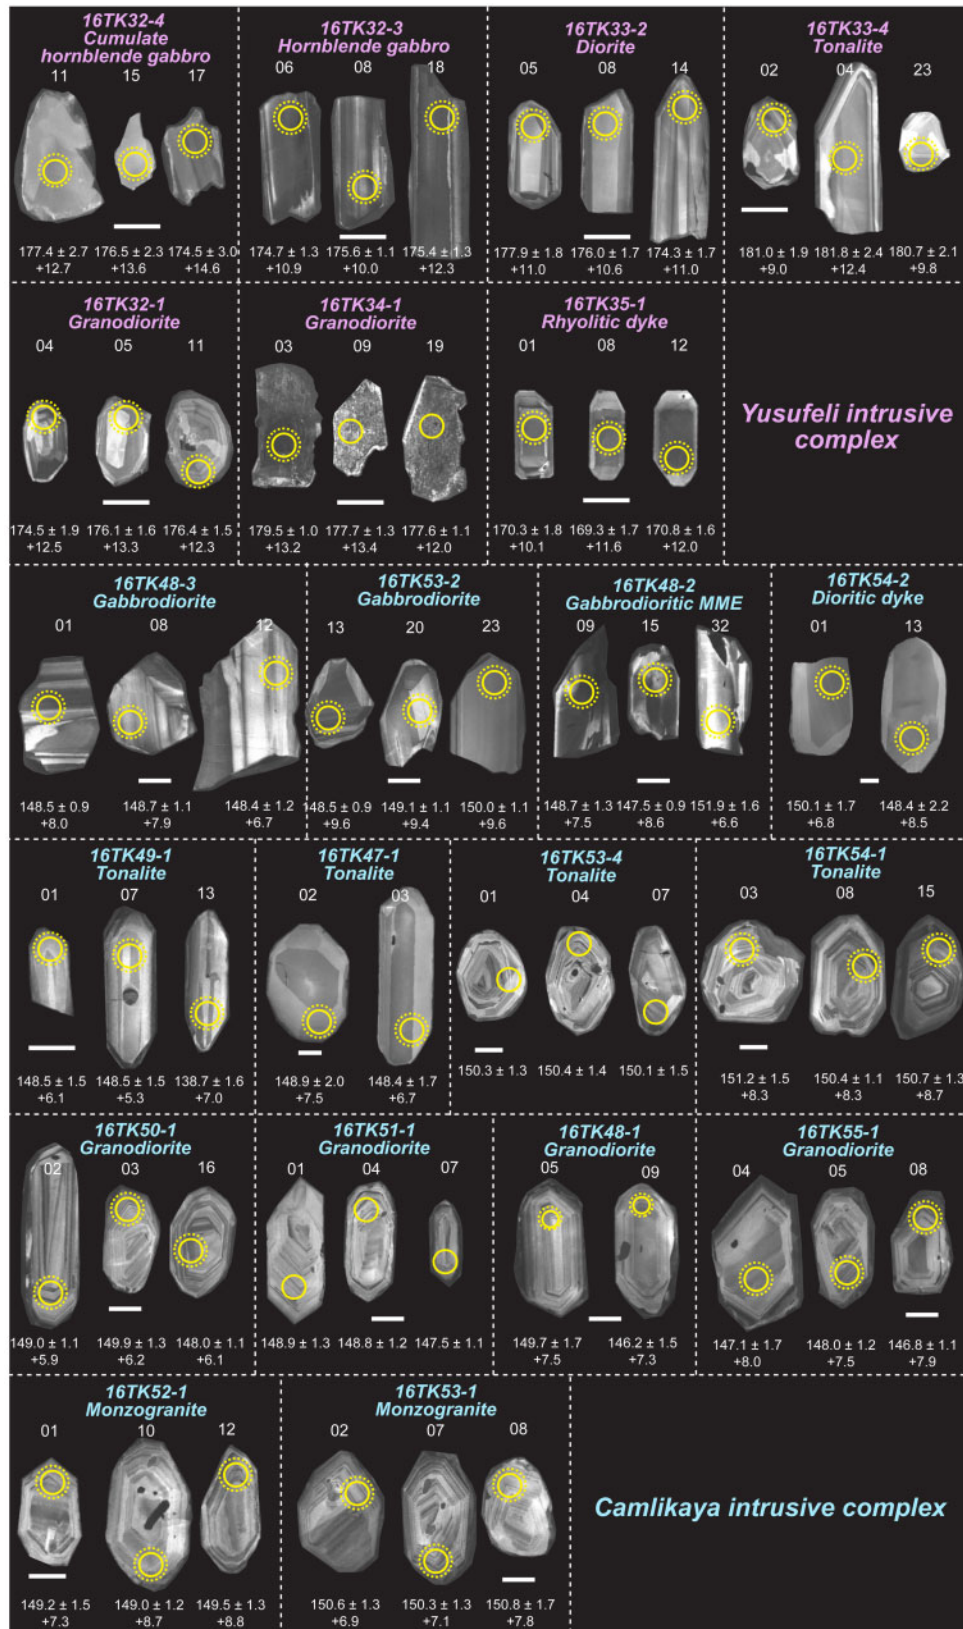 16TK32-4
Cumulate
hornblende gabbro
11 15 17
177.4 ± 2.7 176.5 ± 2.3 174.5 ± 3.0
+12.7 +13.6 +14.6
16TK32-3
Hornblende gabbro
06 08 18
174.7 ± 1.3 175.6 ± 1.1 175.4 ± 1.3
+10.9 +10.0 +12.3
16TK33-2
Diorite
05 08 14
177.9 ± 1.8 176.0 ± 1.7 174.3 ± 1.7
+11.0 +10.6 +11.0
16TK33-4
Tonalite
02 04 23
181.0 ± 1.9 181.8 ± 2.4 180.7 ± 2.1
+9.0 +12.4 +9.8
16TK32-1
Granodiorite
04 05 11
174.5 ± 1.9 176.1 ± 1.6 176.4 ± 1.5
+12.5 +13.3 +12.3
16TK34-1
Granodiorite
03 09 19
179.5 ± 1.0 177.7 ± 1.3 177.6 ± 1.1
+13.2 +13.4 +12.0
16TK35-1
Rhyolitic dyke
01 08 12
170.3 ± 1.8 169.3 ± 1.7 170.8 ± 1.6
+10.1 +11.6 +12.0
Yusufeli intrusive
complex
16TK48-3
Gabbrodiorite
01 08 12
148.5 ± 0.9 148.7 ± 1.1 148.4 ± 1.2
+8.0 +7.9 +6.7
16TK53-2
Gabbrodiorite
13 20 23
148.5 ± 0.9 149.1 ± 1.1 150.0 ± 1.1
+9.6 +9.4 +9.6
16TK48-2
Gabbrodioritic MME
09 15 32
148.7 ± 1.3 147.5 ± 0.9 151.9 ± 1.6
+7.5 +8.6 +6.6
16TK54-2
Dioritic dyke
01 13
150.1 ± 1.7 148.4 ± 2.2
+6.8 +8.5
16TK49-1
Tonalite
01 07 13
148.5 ± 1.5 148.5 ± 1.5 138.7 ± 1.6
+6.1 +5.3 +7.0
16TK47-1
Tonalite
02 03
148.9 ± 2.0 148.4 ± 1.7
+7.5 +6.7
16TK53-4
Tonalite
01 04 07
150.3 ± 1.3 150.4 ± 1.4 150.1 ± 1.5
16TK54-1
Tonalite
03 08 15
151.2 ± 1.5 150.4 ± 1.1 150.7 ± 1.3
+8.3 +8.3 +8.7
16TK50-1
Granodiorite
02 03 16
149.0 ± 1.1 149.9 ± 1.3 148.0 ± 1.1
+5.9 +6.2 +6.1
16TK51-1
Granodiorite
01 04 07
148.9 ± 1.3 148.8 ± 1.2 147.5 ± 1.1
16TK48-1
Granodiorite
05 09
149.7 ± 1.7 146.2 ± 1.5
+7.5 +7.3
16TK55-1
Granodiorite
04 05 08
147.1 ± 1.7 148.0 ± 1.2 146.8 ± 1.1
+8.0 +7.5 +7.9
16TK52-1
Monzogranite
01 10 12
149.2 ± 1.5 149.0 ± 1.2 149.5 ± 1.3
+7.3 +8.7 +8.8
16TK53-1
Monzogranite
02 07 08
150.6 ± 1.3 150.3 ± 1.3 150.8 ± 1.7
+6.9 +7.1 +7.8
Camlikaya intrusive complex